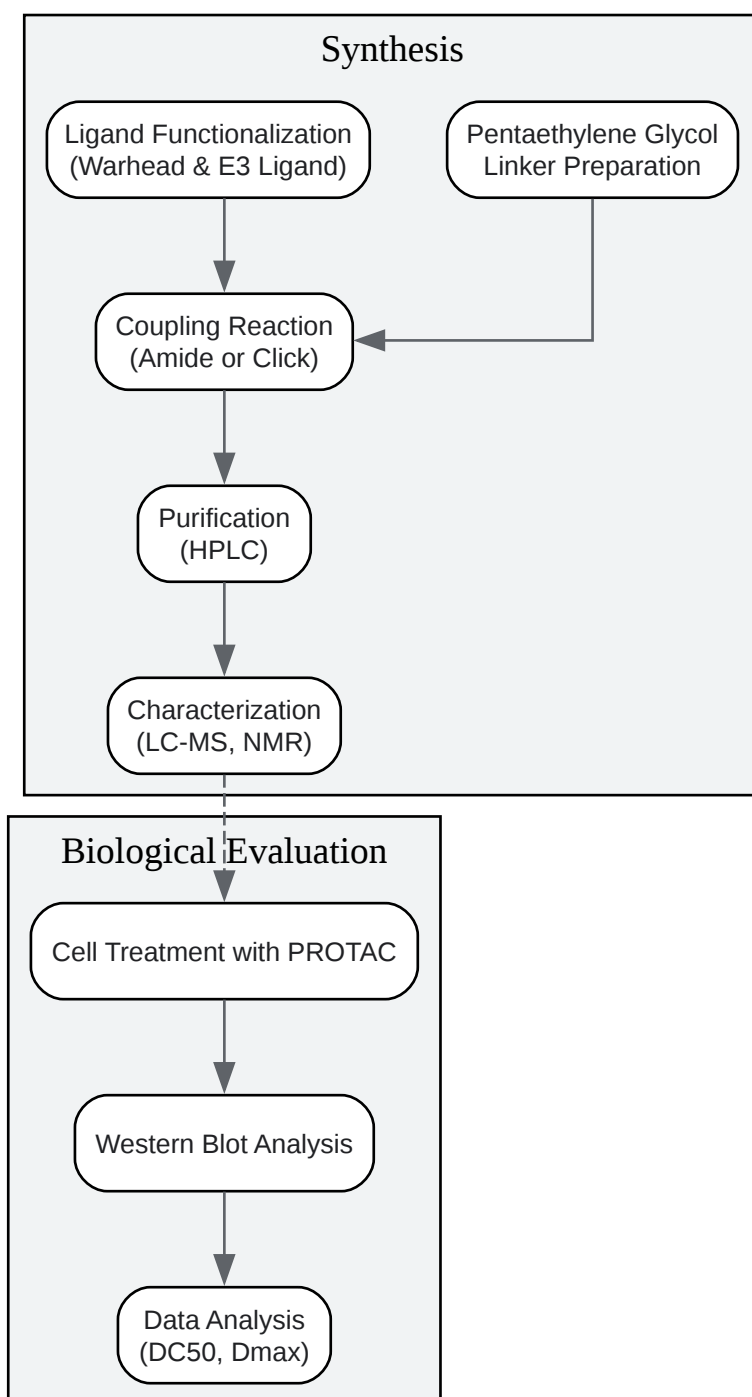 Synthesis
Ligand Functionalization
(Warhead & E3 Ligand)
Pentaethylene Glycol
Linker Preparation
Coupling Reaction
(Amide or Click)
Purification
(HPLC)
Characterization
(LC-MS, NMR)
Biological Evaluation
Cell Treatment with PROTAC
Western Blot Analysis
Data Analysis
(DC50, Dmax)